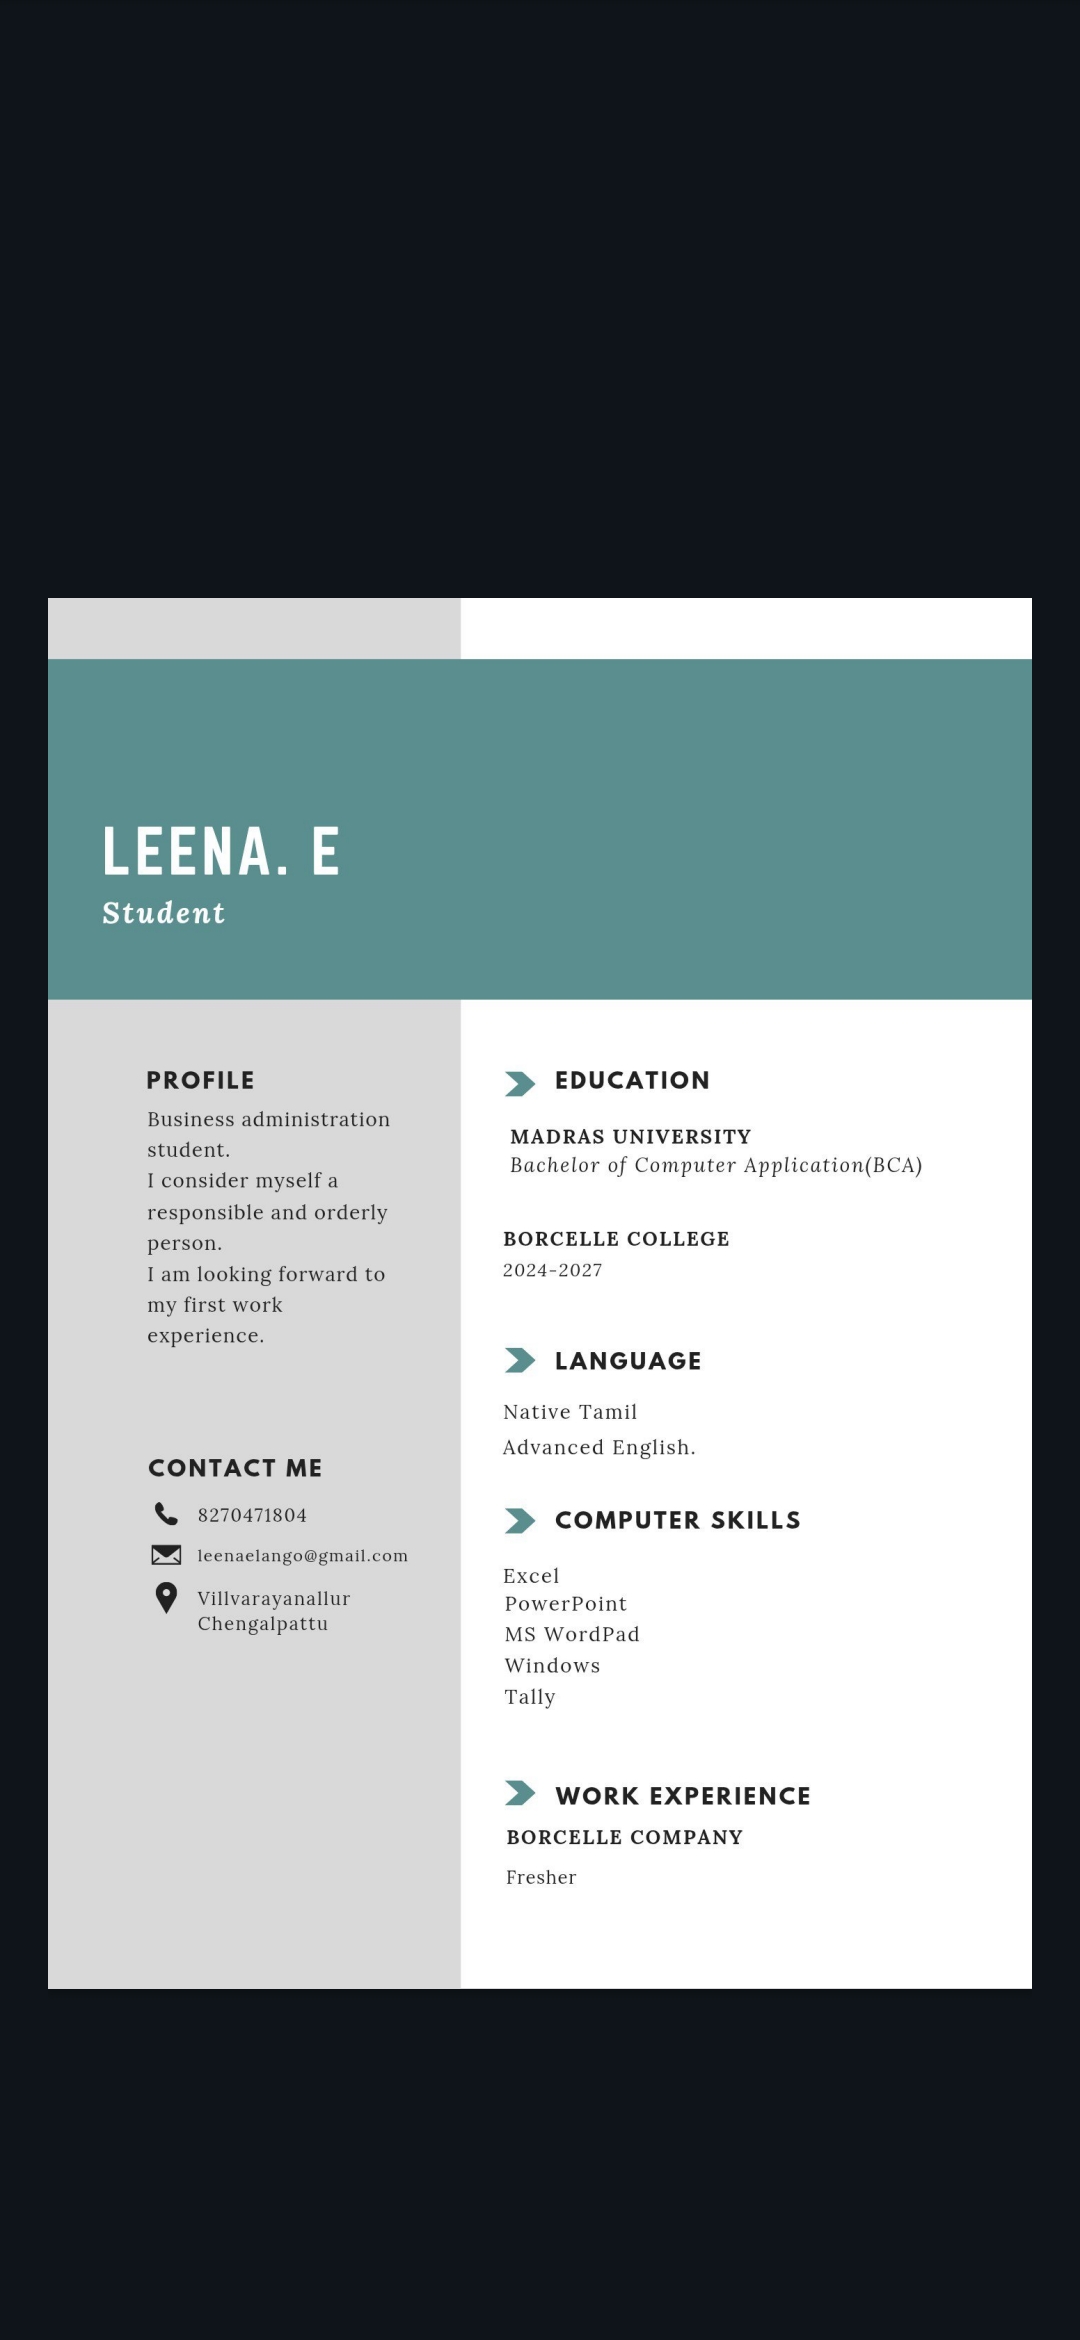 LEENA. E
Student
PROFILE
Business administration
student.
I consider myself a
responsible and orderly
person.
I am looking forward to
my first work
experience.
CONTACT ME
8270471804
leenaelango@gmail.com
Villvarayanallur
Chengalpattu
EDUCATION
MADRAS UNIVERSITY
Bachelor of Computer Application(BCA)
BORCELLE COLLEGE
2024-2027
LANGUAGE
Native Tamil
Advanced English.
COMPUTER SKILLS
Excel
PowerPoint
MS WordPad
Windows
Tally
WORK EXPERIENCE
BORCELLE COMPANY
Fresher